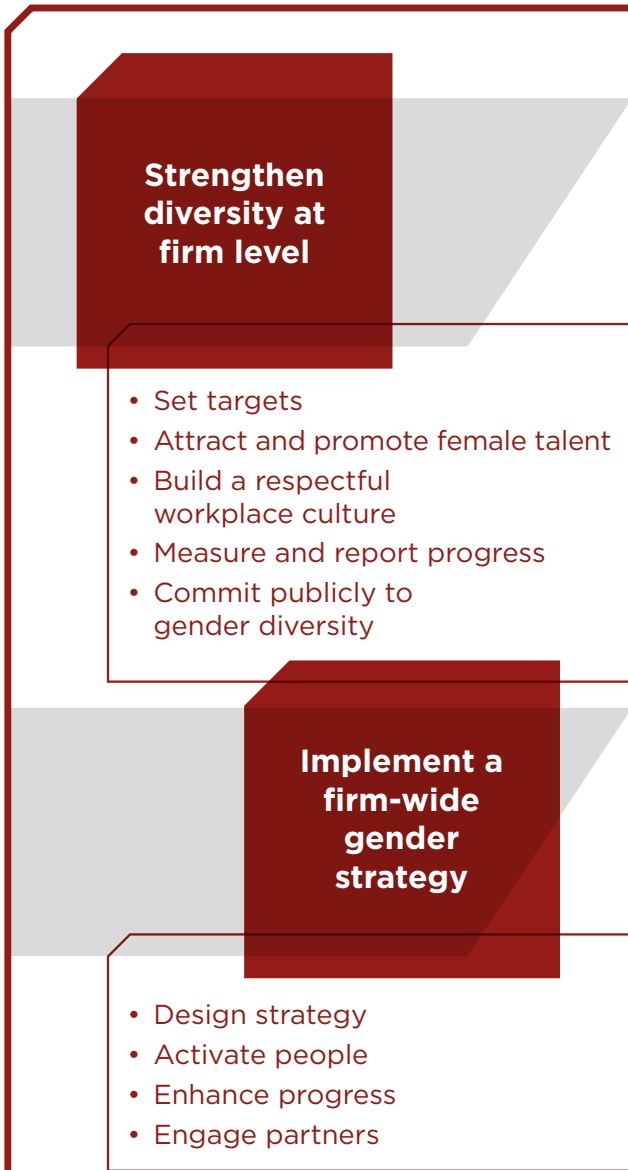 Strengthen
diversity at
firm level
• Set targets
• Attract and promote female talent
• Build a respectful
workplace culture
• Measure and report progress
• Commit publicly to
gender diversity
Implement a
firm-wide
gender
strategy
• Design strategy
• Activate people
• Enhance progress
• Engage partners